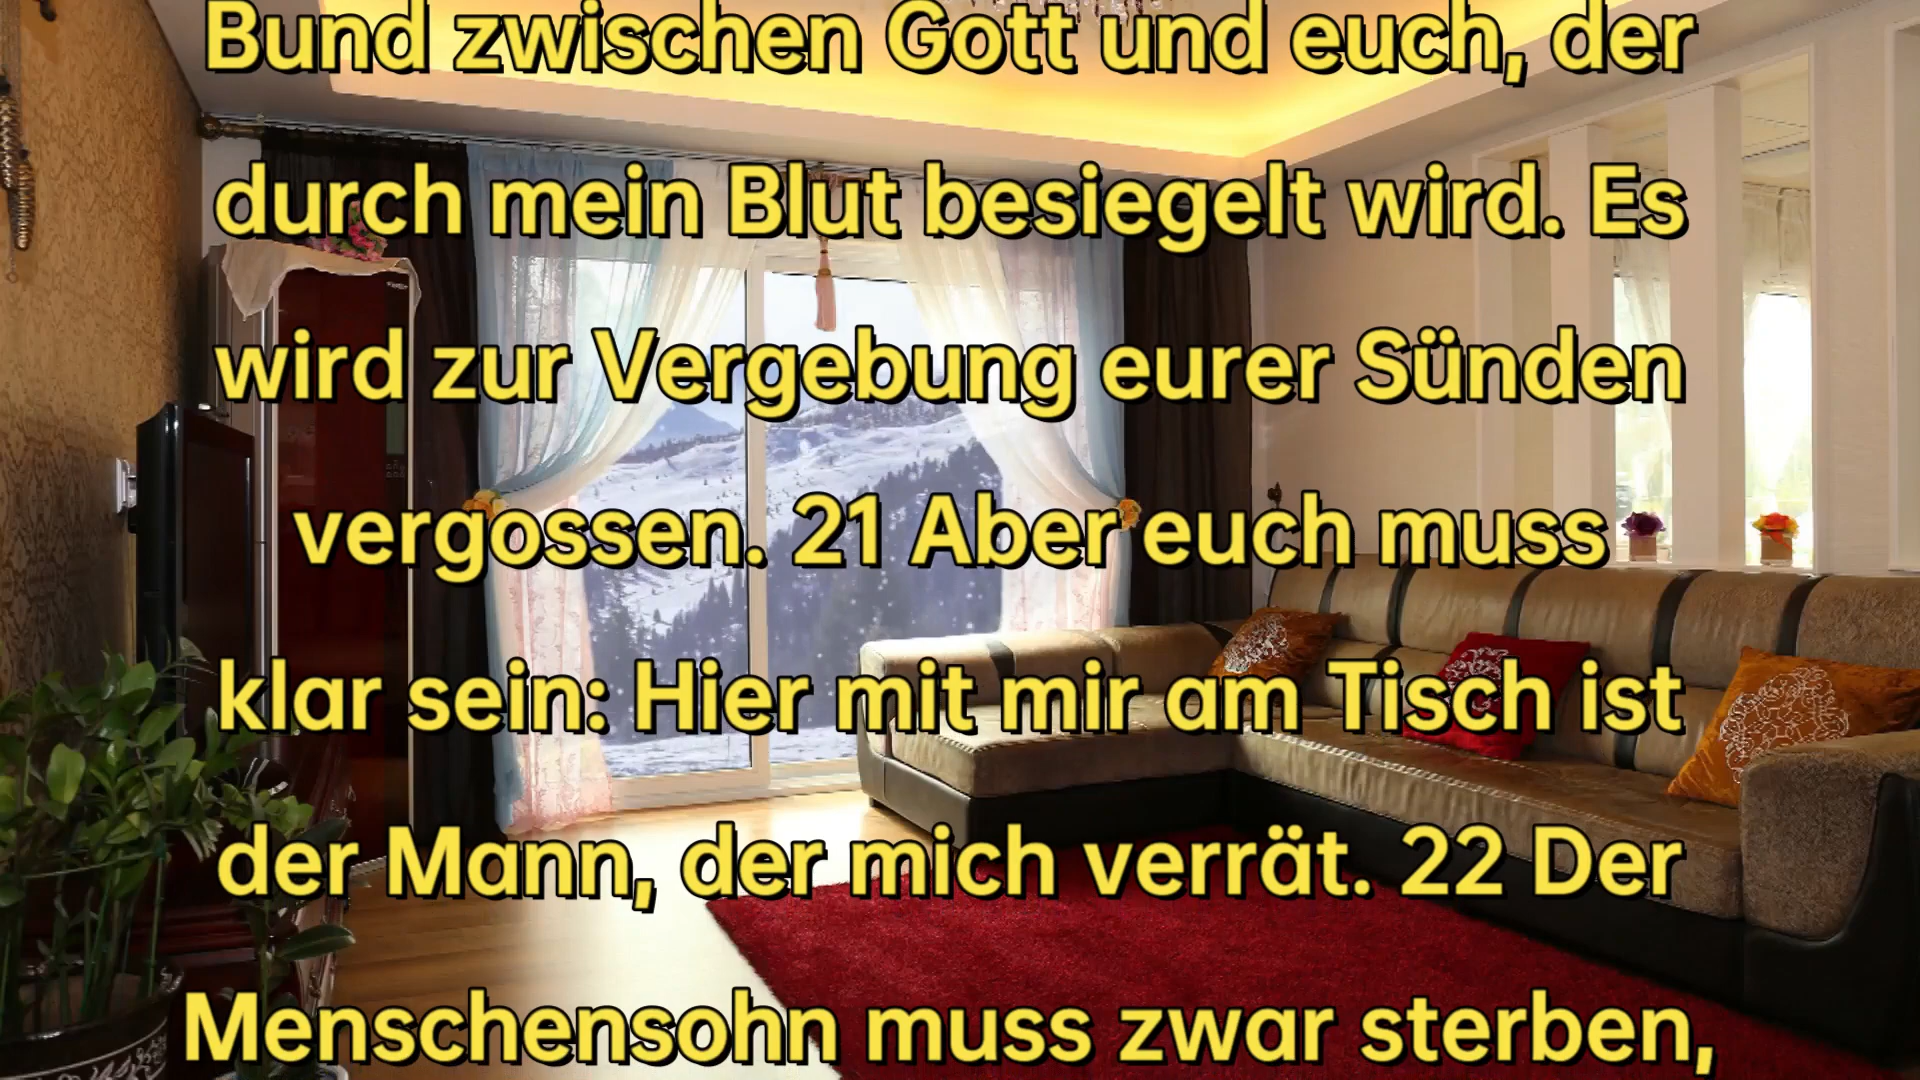 Bund zwischen Gott und euch, der
durch mein Blut besiegelt wird. Es
wird zur Vergebung eurer Sünden
vergossen. 21 Aber euch muss
klar sein: Hier mit mir am Tisch ist
der Mann, der mich verrät. 22 Der
Menschensohn muss zwar sterben,